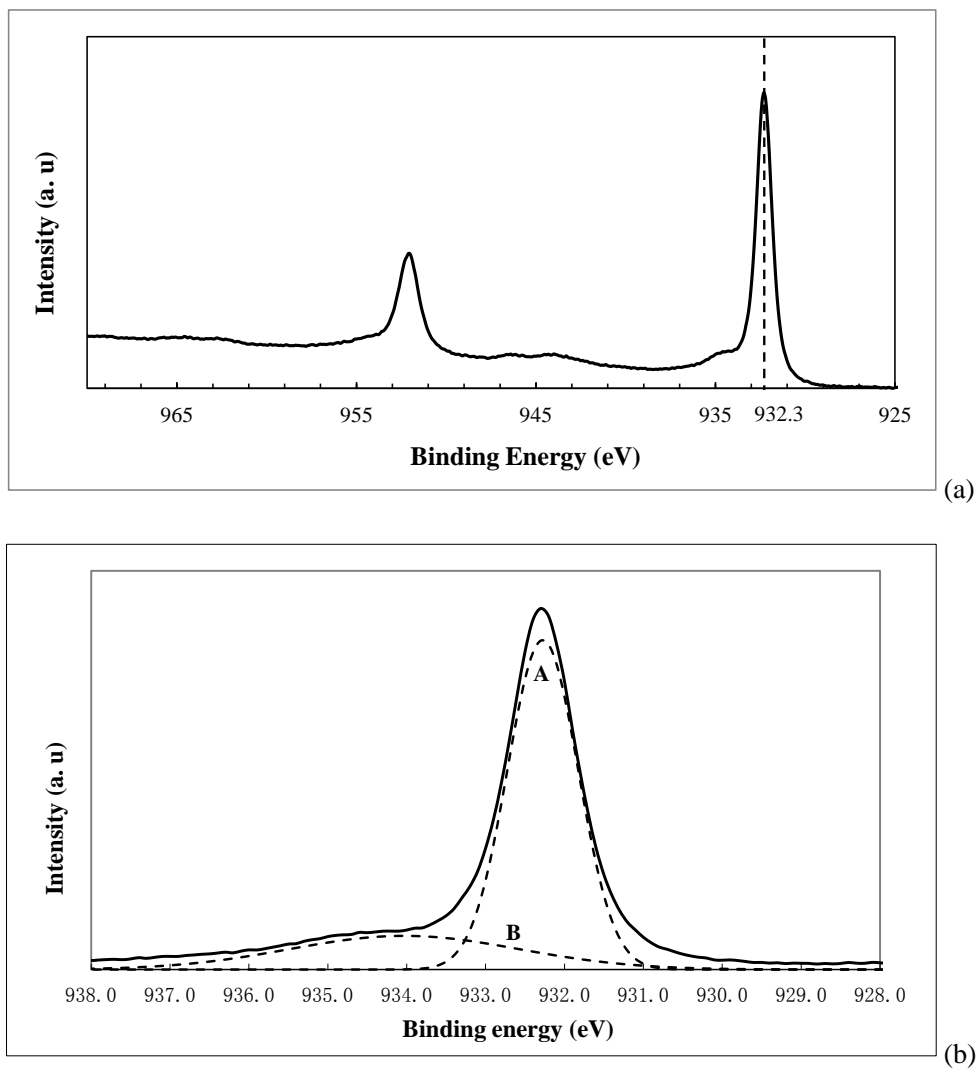 Intensity (a. u)
965 955 945 935 932.3 925
Binding Energy (eV)
(a)
Intensity (a. u)
A
B
938.0 937.0 936.0 935.0 934.0 933.0 932.0 931.0 930.0 929.0 928.0
Binding energy (eV)
(b)